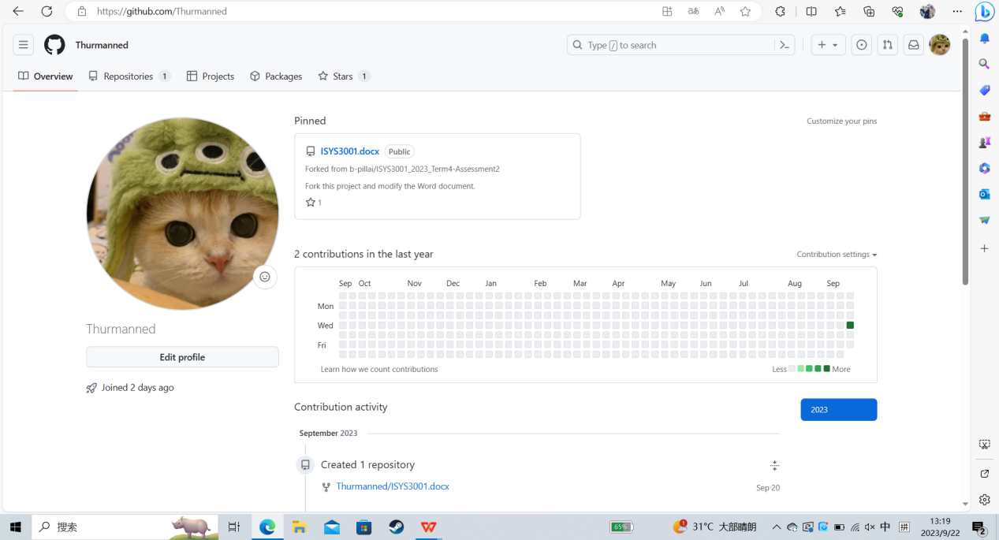 https://github.com/Thurmanned
Thurmanned
Type / to search
Overview
Repositories 1
Projects
Packages
Stars 1
Pinned
Customize your pins
ISYS3001.docx Public
Forked from b-pillai/ISYS3001_2023_Term4-Assessment2
Fork this project and modify the Word document.
1
Thurmanned
Edit profile
Joined 2 days ago
2 contributions in the last year
Contribution settings
Sep Oct Nov Dec Jan Feb Mar Apr May Jun Jul Aug Sep
Mon
Wed
Fri
Learn how we count contributions
Less More
Contribution activity
2023
September 2023
Created 1 repository
Thurmanned/ISYS3001.docx
Sep 20
搜索
65%
1
31°C 大部晴朗
中
拼
13:19
2023/9/22
2